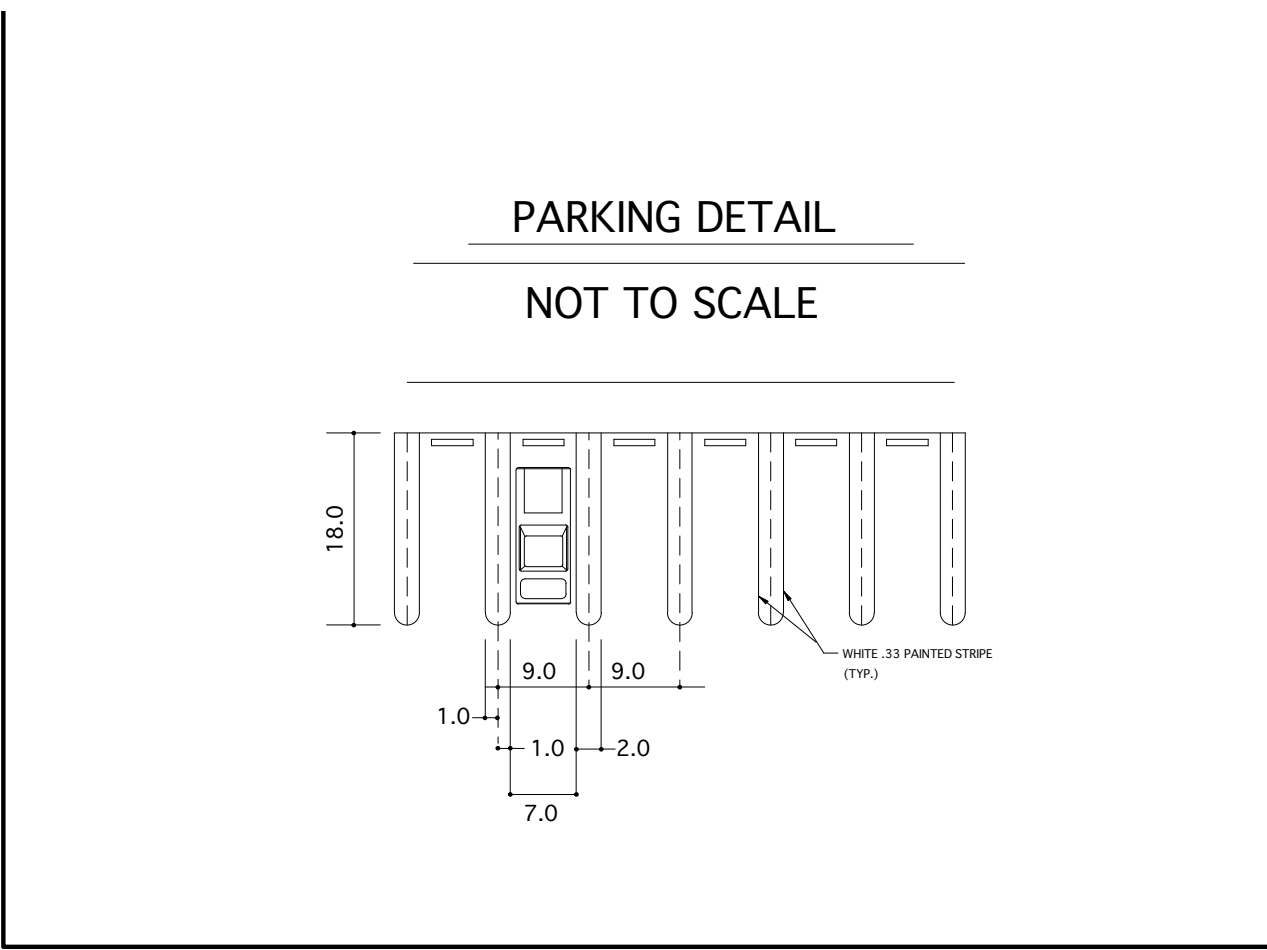 PARKING DETAIL
NOT TO SCALE
18.0
WHITE .33 PAINTED STRIPE
(TYP.)
9.0 9.0
1.0
1.0 2.0
7.0